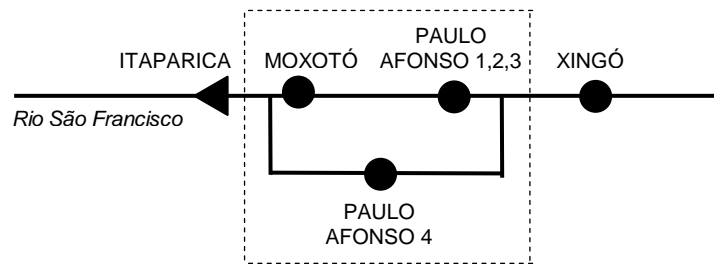 PAULO
ITAPARICA MOXOTÓ AFONSO 1,2,3 XINGÓ
Rio São Francisco
PAULO
AFONSO 4